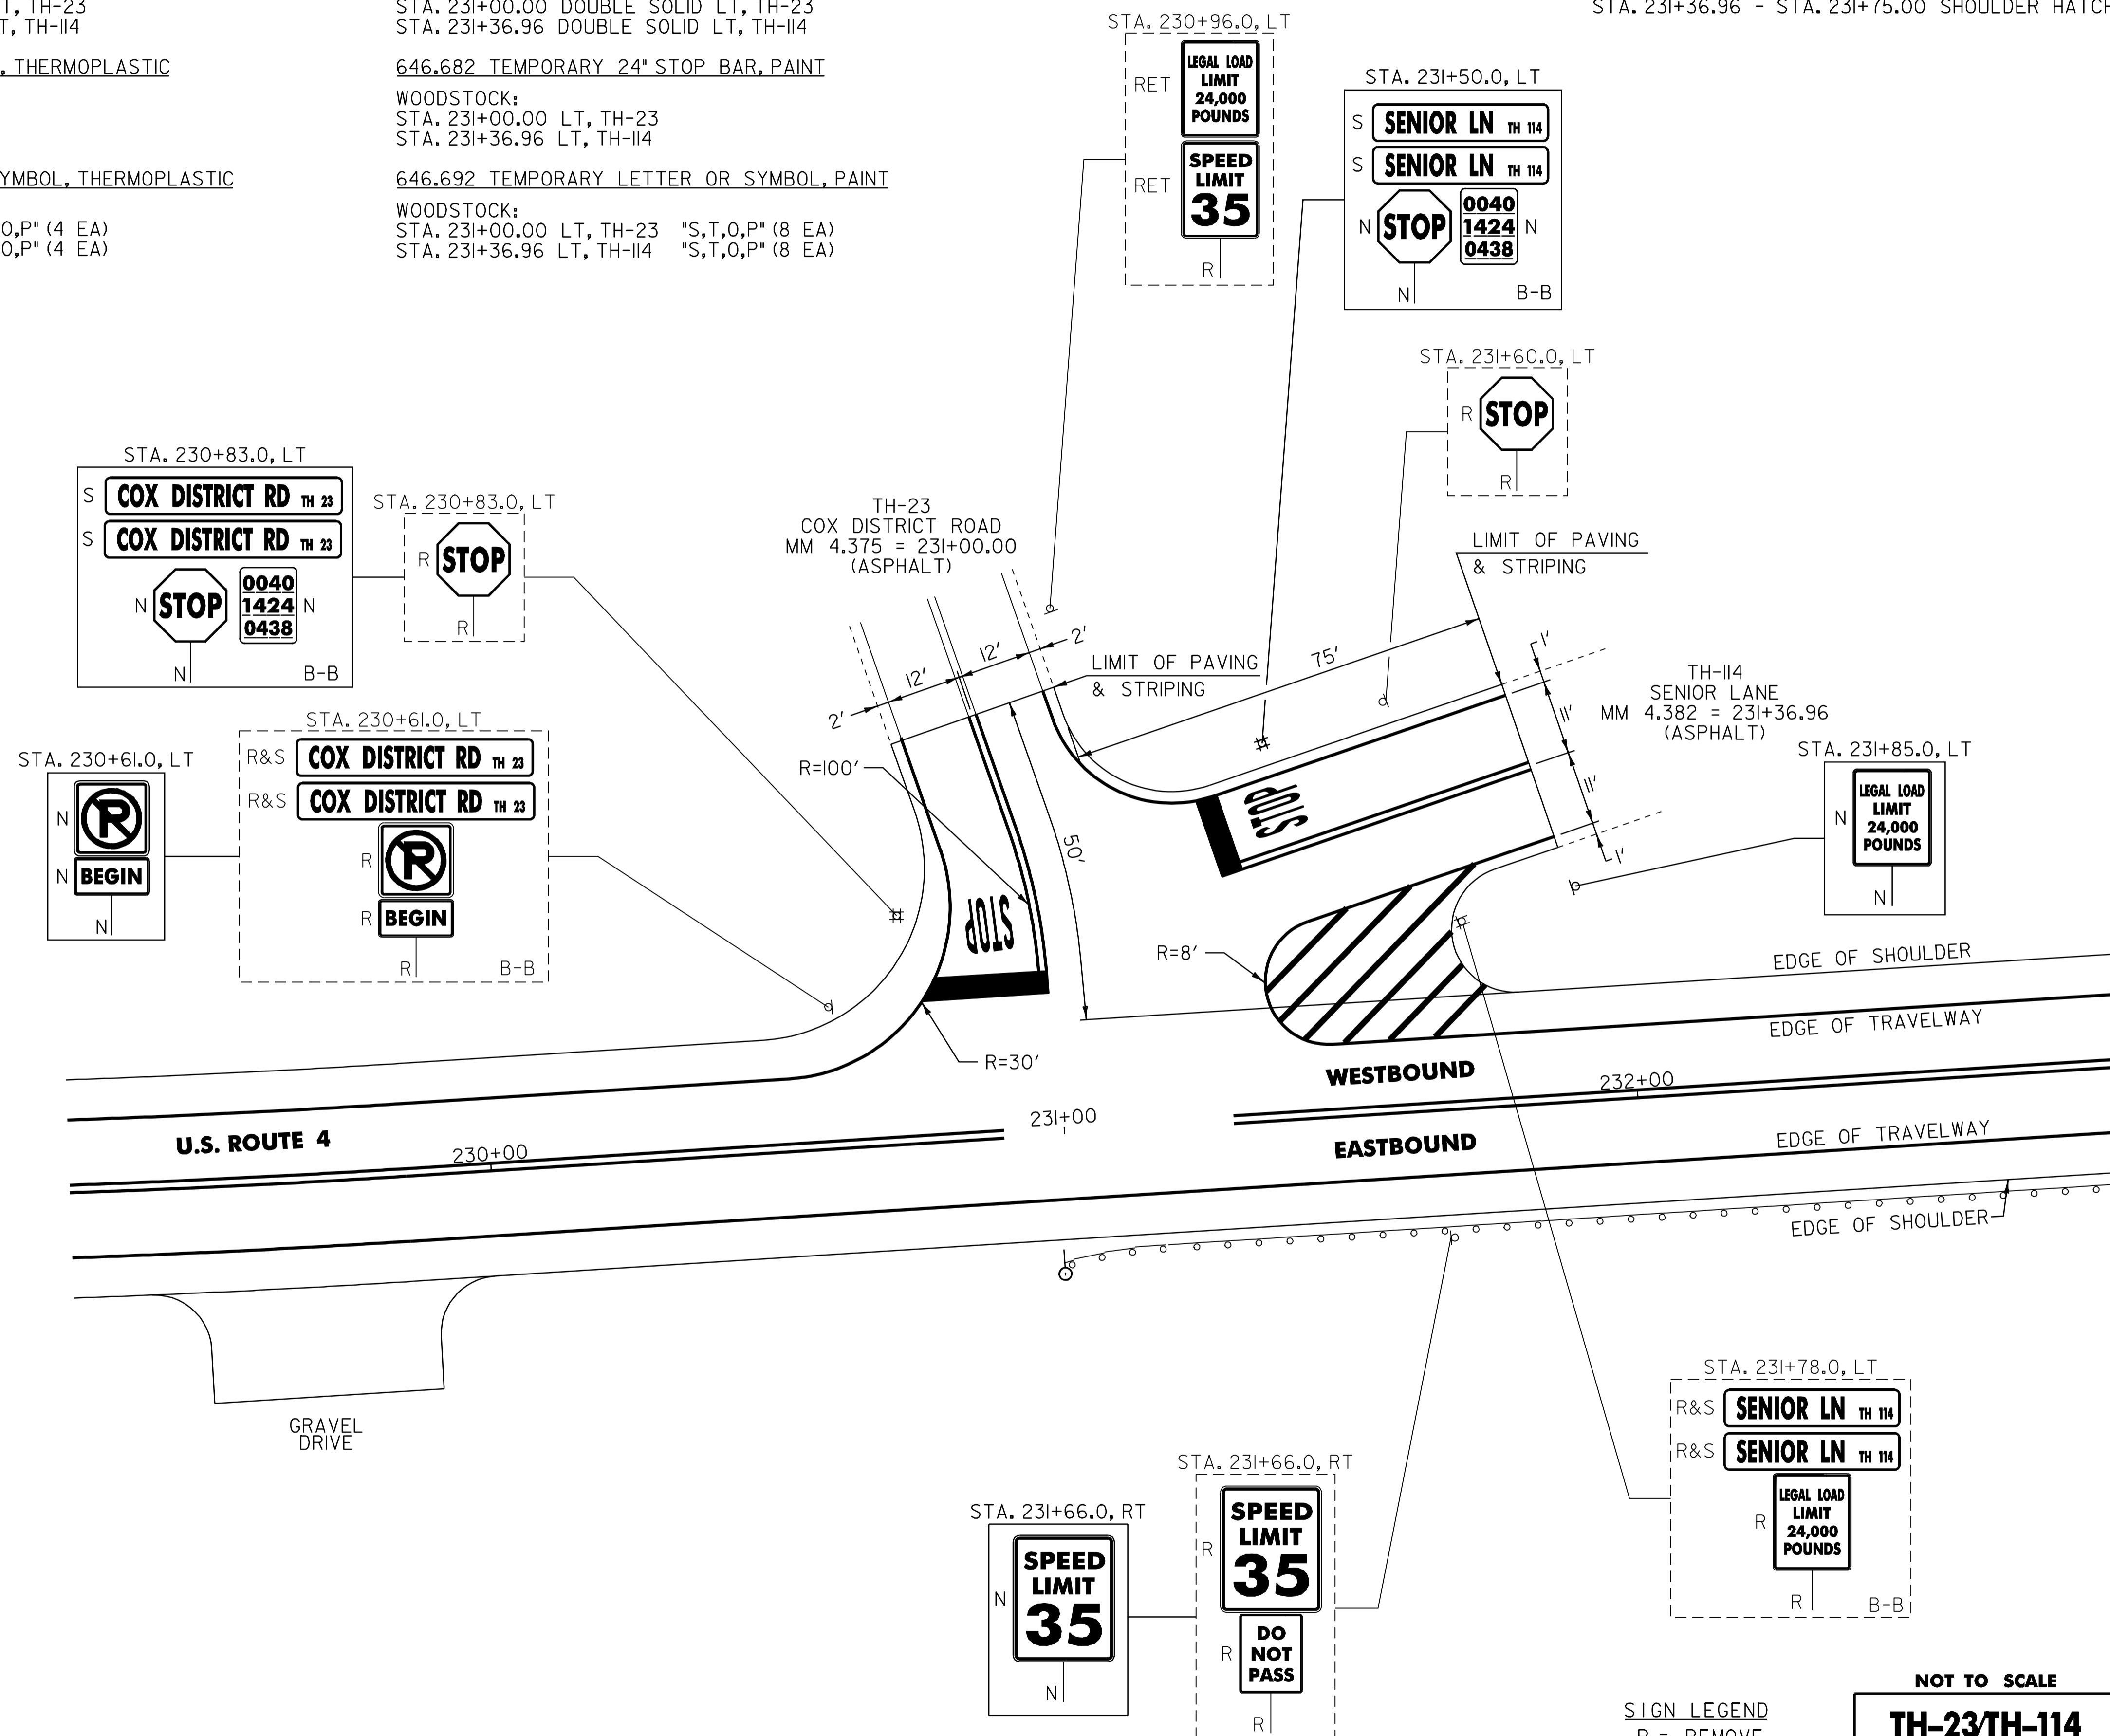 T, TH-23
T, TH-114
, THERMOPLASTIC
YMBOL, THERMOPLASTIC
O,P" (4 EA)
O,P" (4 EA)
STA. 231+00.00 DOUBLE SOLID LT, TH-23
STA. 231+36.96 DOUBLE SOLID LT, TH-114
646.682 TEMPORARY 24" STOP BAR, PAINT
WOODSTOCK:
STA. 231+00.00 LT, TH-23
STA. 231+36.96 LT, TH-114
646.692 TEMPORARY LETTER OR SYMBOL, PAINT
WOODSTOCK:
STA. 231+00.00 LT, TH-23 "S,T,O,P" (8 EA)
STA. 231+36.96 LT, TH-114 "S,T,O,P" (8 EA)
STA. 231+36.96 - STA. 231+75.00 SHOULDER HATCH
STA. 230+96.0, LT
RET
LEGAL LOAD
LIMIT
24,000
POUNDS
RET
SPEED
LIMIT
35
R
STA. 231+50.0, LT
S SENIOR LN TH 114
S SENIOR LN TH 114
N STOP
0040
1424 N
0438
N
B-B
STA. 231+60.0, LT
R STOP
R
STA. 230+83.0, LT
S COX DISTRICT RD TH 23
S COX DISTRICT RD TH 23
N STOP
0040
1424 N
0438
N
B-B
STA. 230+83.0, LT
R STOP
R
TH-23
COX DISTRICT ROAD
MM 4.375 = 231+00.00
(ASPHALT)
LIMIT OF PAVING
& STRIPING
2'
12'
12'
2'
LIMIT OF PAVING
& STRIPING
75'
1'
11'
11'
1'
TH-114
SENIOR LANE
MM 4.382 = 231+36.96
(ASPHALT)
STA. 230+61.0, LT
N
N BEGIN
N
STA. 230+61.0, LT
R&S COX DISTRICT RD TH 23
R&S COX DISTRICT RD TH 23
R
R BEGIN
R
B-B
R=100'
50'
STOP
STOP
R=8'
R=30'
STA. 231+85.0, LT
N
LEGAL LOAD
LIMIT
24,000
POUNDS
N
EDGE OF SHOULDER
EDGE OF TRAVELWAY
WESTBOUND
232+00
231+00
U.S. ROUTE 4
230+00
EASTBOUND
EDGE OF TRAVELWAY
EDGE OF SHOULDER
GRAVEL
DRIVE
STA. 231+66.0, RT
N
SPEED
LIMIT
35
N
STA. 231+66.0, RT
R
SPEED
LIMIT
35
R
DO
NOT
PASS
R
STA. 231+78.0, LT
R&S SENIOR LN TH 114
R&S SENIOR LN TH 114
R
LEGAL LOAD
LIMIT
24,000
POUNDS
R
B-B
SIGN LEGEND
R = REMOVE
NOT TO SCALE
TH-23/TH-114